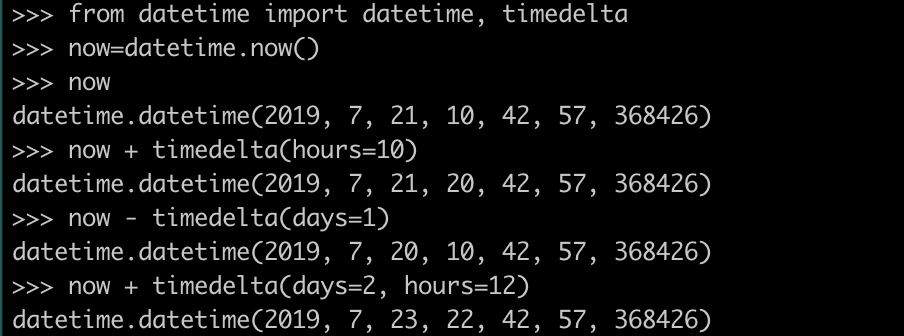 >>> from datetime import datetime, timedelta
>>> now=datetime.now()
>>> now
datetime.datetime(2019, 7, 21, 10, 42, 57, 368426)
>>> now + timedelta(hours=10)
datetime.datetime(2019, 7, 21, 20, 42, 57, 368426)
>>> now - timedelta(days=1)
datetime.datetime(2019, 7, 20, 10, 42, 57, 368426)
>>> now + timedelta(days=2, hours=12)
datetime.datetime(2019, 7, 23, 22, 42, 57, 368426)